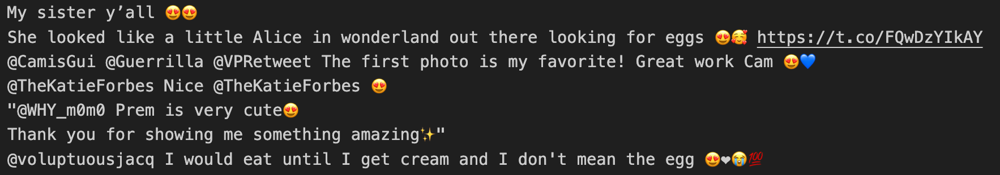 My sister y’all 😍😍
She looked like a little Alice in wonderland out there looking for eggs 😍🥰 https://t.co/FQwDzYIkAY
@CamisGui @Guerrilla @VPRetweet The first photo is my favorite! Great work Cam 😍💙
@TheKatieForbes Nice @TheKatieForbes 😍
"@WHY_m0m0 Prem is very cute😍
Thank you for showing me something amazing✨"
@voluptuousjacq I would eat until I get cream and I don't mean the egg 😍❤😭💯